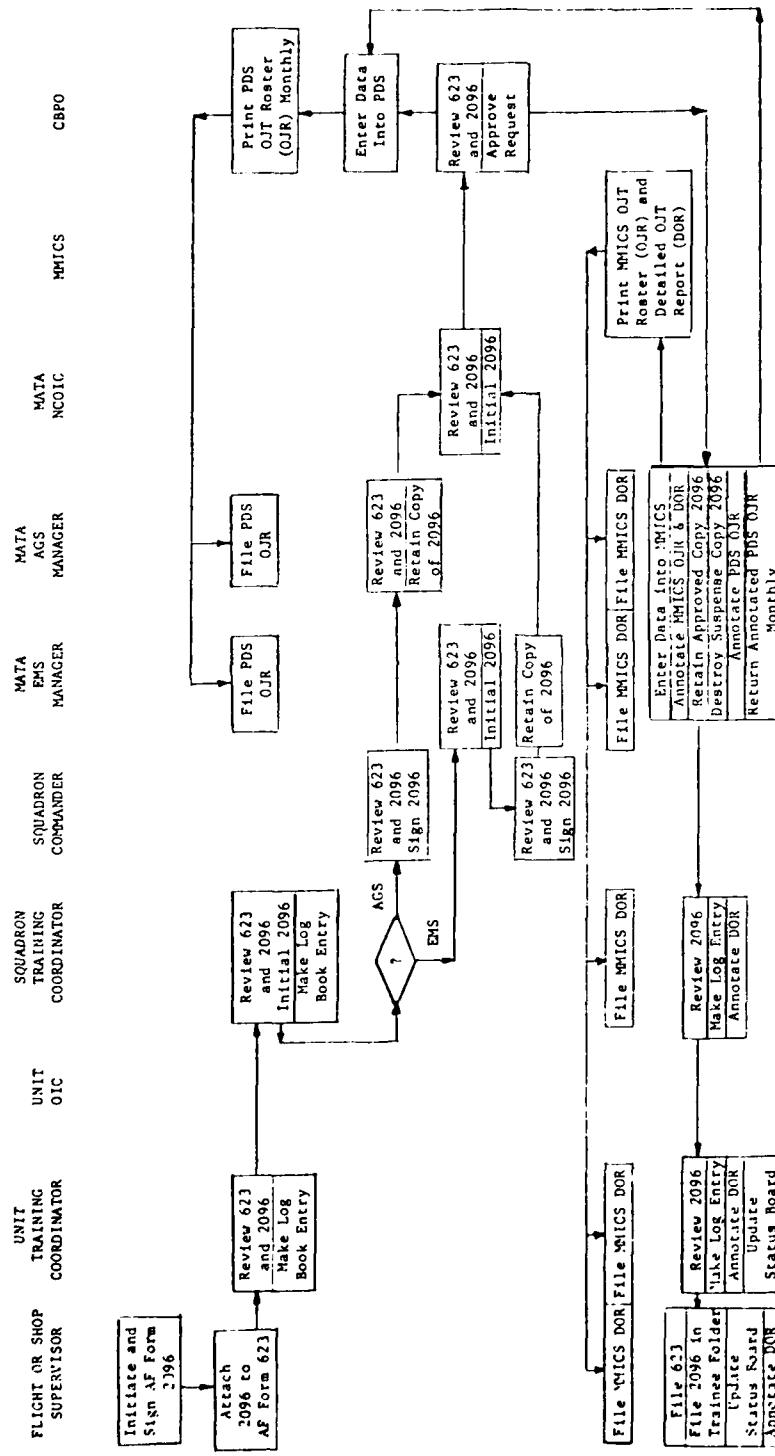 FLIGHT OR SHOP
SUPERVISOR
UNIT
TRAINING
COORDINATOR
UNIT
OIC
SQUADRON
TRAINING
COORDINATOR
SQUADRON
COMMANDER
MATA
EMS
MANAGER
MATA
AGS
MANAGER
MATA
NCOIC
MMICS
CBPO
Initiate and
Sign AF Form
2096
Attach
2096 to
AF Form 623
Review 623
and 2096
Make Log
Book Entry
Review 623
and 2096
Initial 2096
Make Log
Book Entry
?
AGS
EMS
Review 623
and 2096
Sign 2096
Review 623
and 2096
Retain Copy
of 2096
Review 623
and 2096
Initial 2096
Review 623
and 2096
Sign 2096
Retain Copy
of 2096
Review 623
and 2096
Initial 2096
Review 623
and 2096
Approve
Request
Enter Data
Into PDS
Print PDS
OJT Roster
(OJR) Monthly
File PDS
OJR
File PDS
OJR
Print MMICS OJT
Roster (OJR) and
Detailed OJT
Report (DOR)
File MMICS DOR
File MMICS DOR
File MMICS DOR
File MMICS DOR
File MMICS DOR
Enter Data into MMICS
Annotate MMICS OJR & DOR
Retain Approved Copy 2096
Destroy Suspense Copy 2096
Annotate PDS OJR
Return Annotated PDS OJR
Monthly
Review 2096
Make Log Entry
Annotate DOR
Review 2096
Make Log Entry
Annotate DOR
Update
Status Board
File 623
File 2096 in
Trainee Folder
Update
Status Board
Annotate DOR